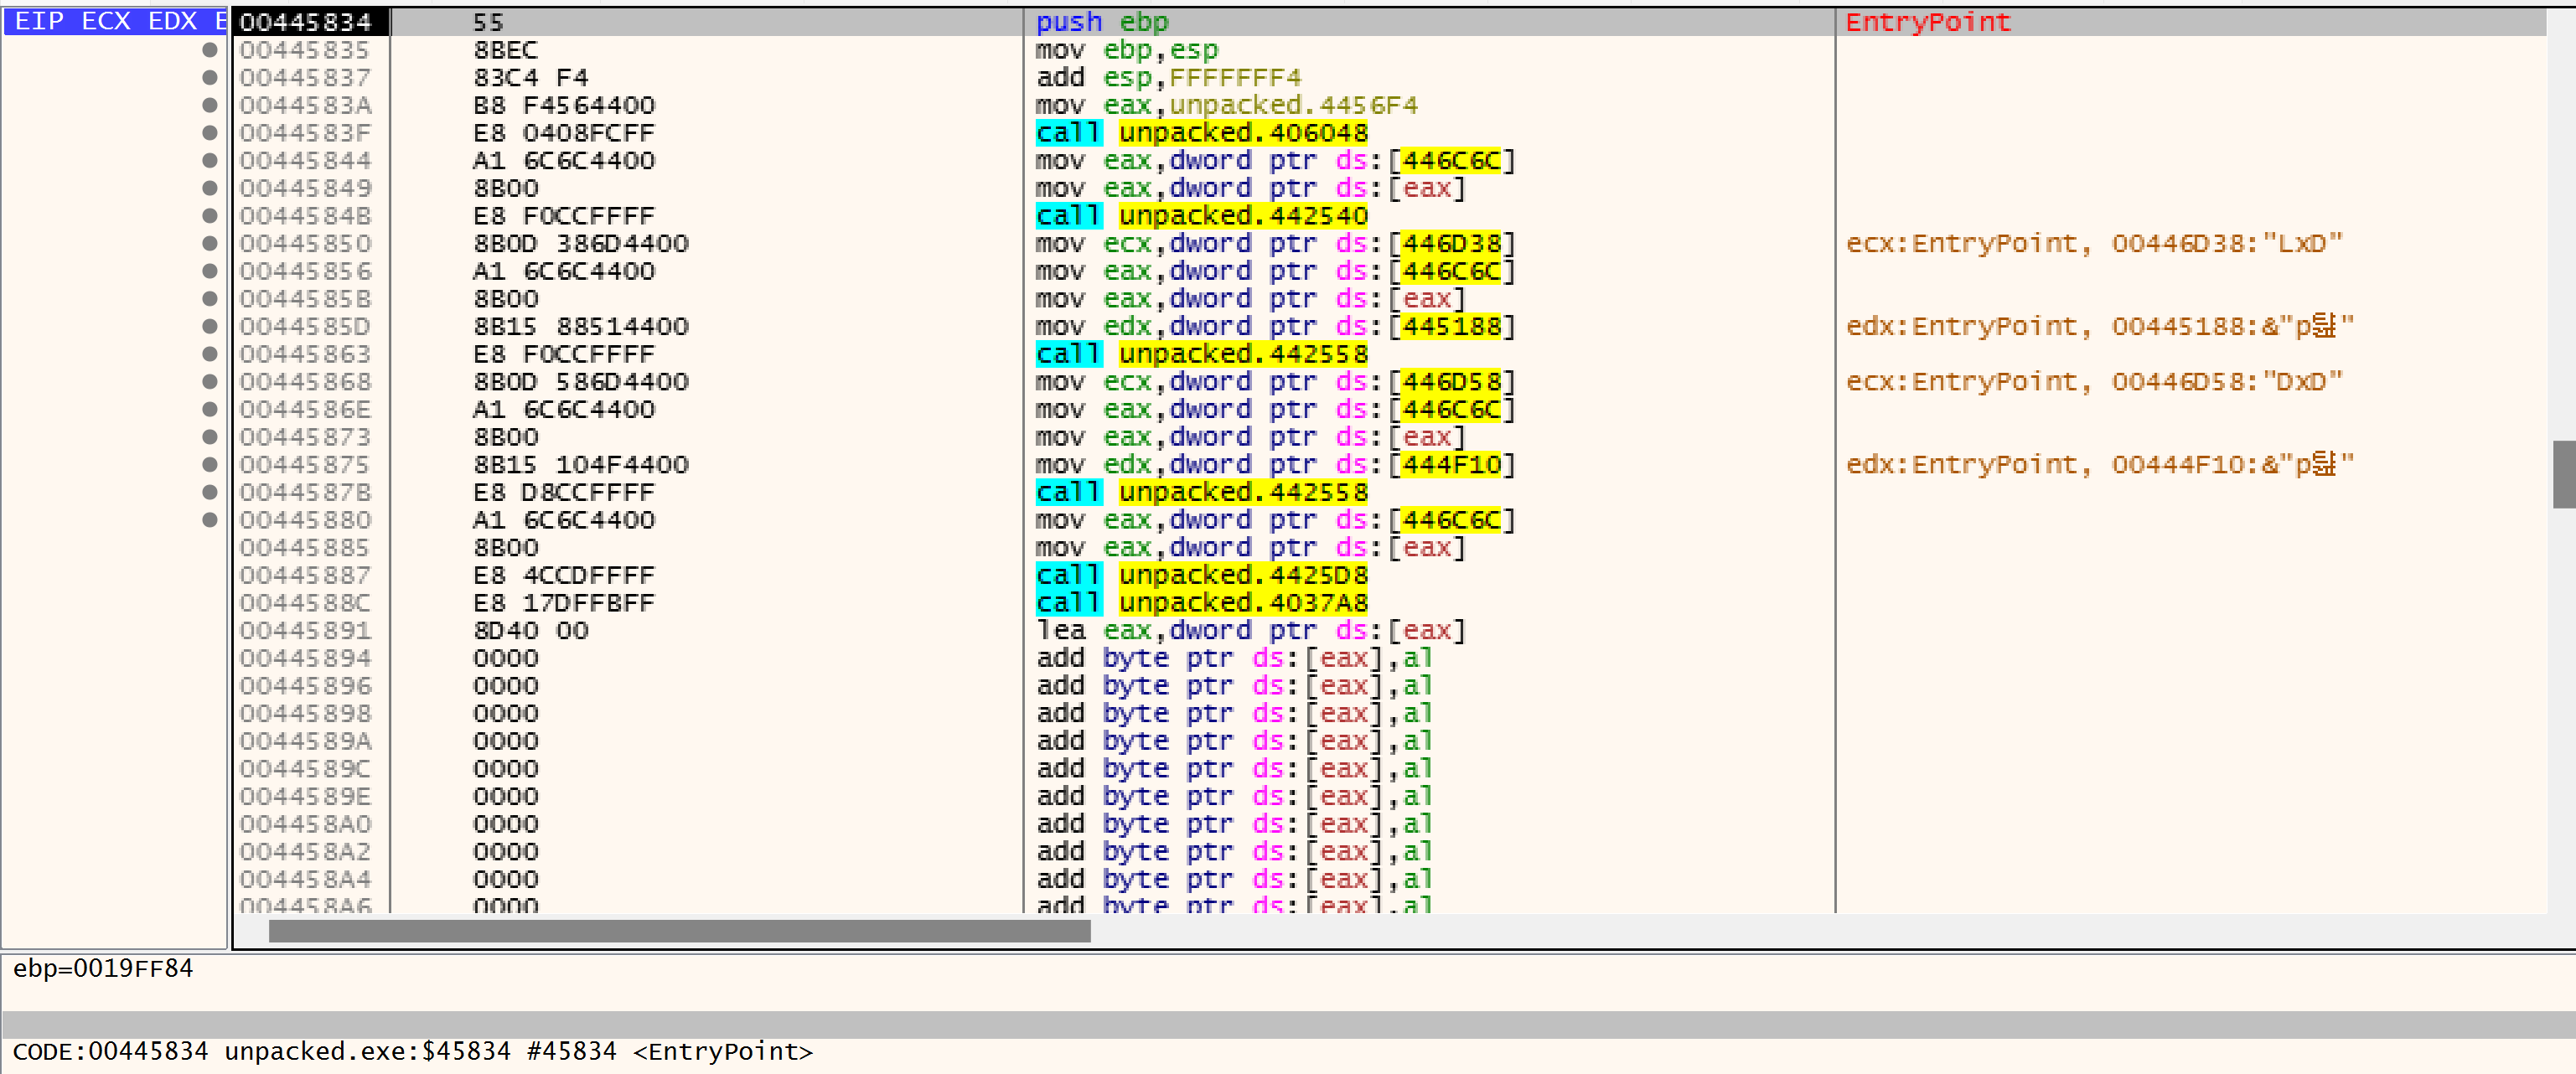 EIP ECX EDX E 00445834 55 push ebp EntryPoint
00445835 8BEC mov ebp,esp
00445837 83C4 F4 add esp,FFFFFFF4
0044583A B8 F4564400 mov eax,unpacked.4456F4
0044583F E8 0408FCFF call unpacked.406048
00445844 A1 6C6C4400 mov eax,dword ptr ds:[446C6C]
00445849 8B00 mov eax,dword ptr ds:[eax]
0044584B E8 F0CCFFFF call unpacked.442540
00445850 8B0D 386D4400 mov ecx,dword ptr ds:[446D38] ecx:EntryPoint, 00446D38:"LxD"
00445856 A1 6C6C4400 mov eax,dword ptr ds:[446C6C]
0044585B 8B00 mov eax,dword ptr ds:[eax]
0044585D 8B15 88514400 mov edx,dword ptr ds:[445188] edx:EntryPoint, 00445188:&"p"
00445863 E8 F0CCFFFF call unpacked.442558
00445868 8B0D 586D4400 mov ecx,dword ptr ds:[446D58] ecx:EntryPoint, 00446D58:"DxD"
0044586E A1 6C6C4400 mov eax,dword ptr ds:[446C6C]
00445873 8B00 mov eax,dword ptr ds:[eax]
00445875 8B15 104F4400 mov edx,dword ptr ds:[444F10] edx:EntryPoint, 00444F10:&"p"
0044587B E8 D8CCFFFF call unpacked.442558
00445880 A1 6C6C4400 mov eax,dword ptr ds:[446C6C]
00445885 8B00 mov eax,dword ptr ds:[eax]
00445887 E8 4CCDFFFF call unpacked.4425D8
0044588C E8 17DFFBFF call unpacked.4037A8
00445891 8D40 00 lea eax,dword ptr ds:[eax]
00445894 0000 add byte ptr ds:[eax],al
00445896 0000 add byte ptr ds:[eax],al
00445898 0000 add byte ptr ds:[eax],al
0044589A 0000 add byte ptr ds:[eax],al
0044589C 0000 add byte ptr ds:[eax],al
0044589E 0000 add byte ptr ds:[eax],al
004458A0 0000 add byte ptr ds:[eax],al
004458A2 0000 add byte ptr ds:[eax],al
004458A4 0000 add byte ptr ds:[eax],al
004458A6 0000 add byte ptr ds:[eax],al
ebp=0019FF84
CODE:00445834 unpacked.exe:$45834 #45834 <EntryPoint>